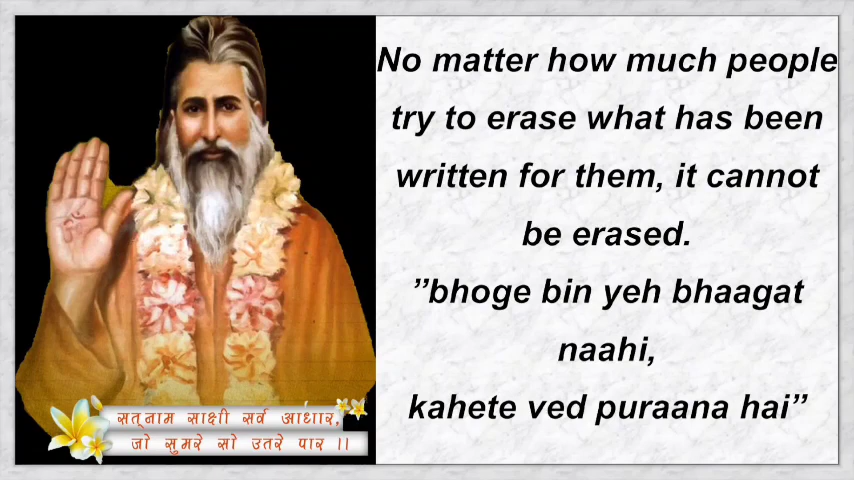 No matter how much people
try to erase what has been
written for them, it cannot
be erased.
”bhoge bin yeh bhaagat
naahi,
kahete ved puraana hai”
सत्नाम साक्षी सर्व आधार,
जो सुमरे सो उतरे पार ।।
ॐ